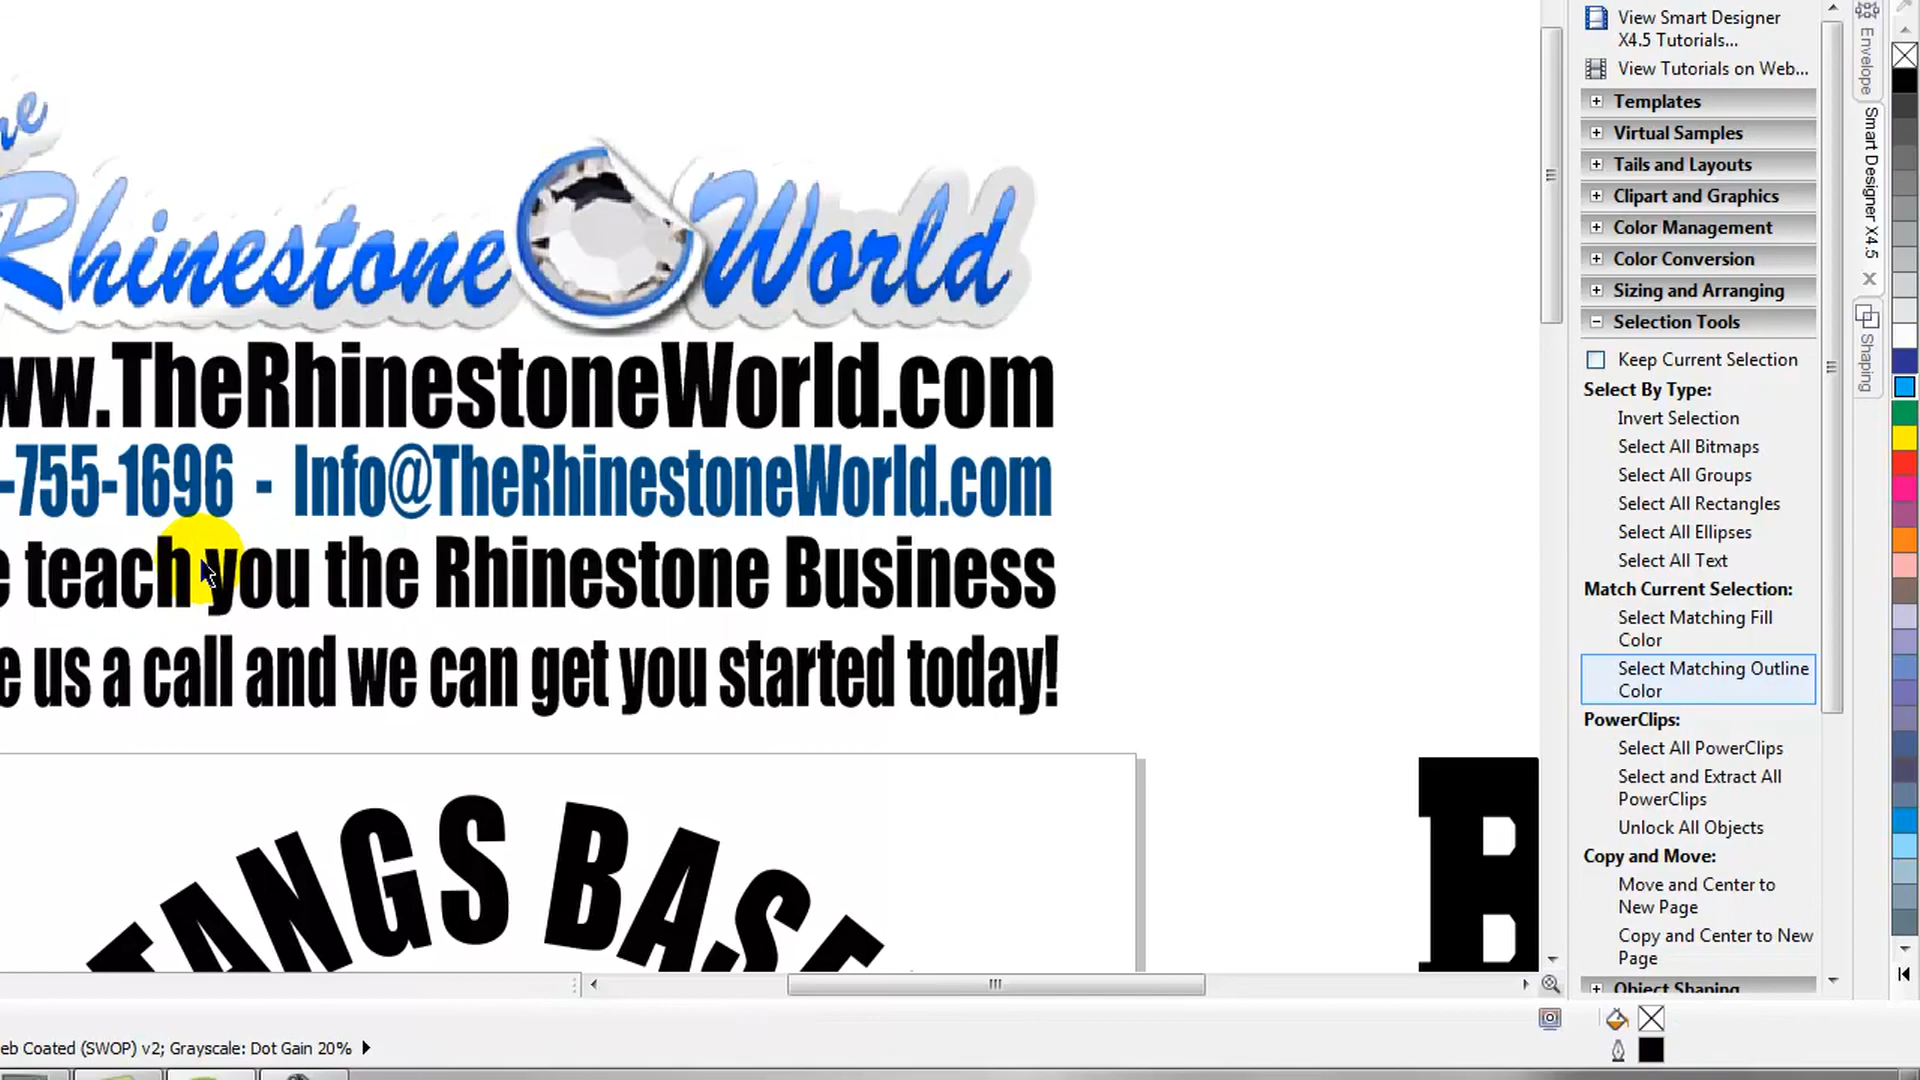 Rhinestone World
.TheRhinestoneWorld.com
-755-1696 - Info@TheRhinestoneWorld.com
teach you the Rhinestone Business
us a call and we can get you started today!
TANGS BASE
B
View Smart Designer
X4.5 Tutorials...
View Tutorials on Web...
Templates
Virtual Samples
Tails and Layouts
Clipart and Graphics
Color Management
Color Conversion
Sizing and Arranging
Selection Tools
Keep Current Selection
Select By Type:
Invert Selection
Select All Bitmaps
Select All Groups
Select All Rectangles
Select All Ellipses
Select All Text
Match Current Selection:
Select Matching Fill
Color
Select Matching Outline
Color
PowerClips:
Select All PowerClips
Select and Extract All
PowerClips
Unlock All Objects
Copy and Move:
Move and Center to
New Page
Copy and Center to New
Page
Object Shaping
Envelope
Smart Designer X4.5
Shaping
eb Coated (SWOP) v2; Grayscale: Dot Gain 20%